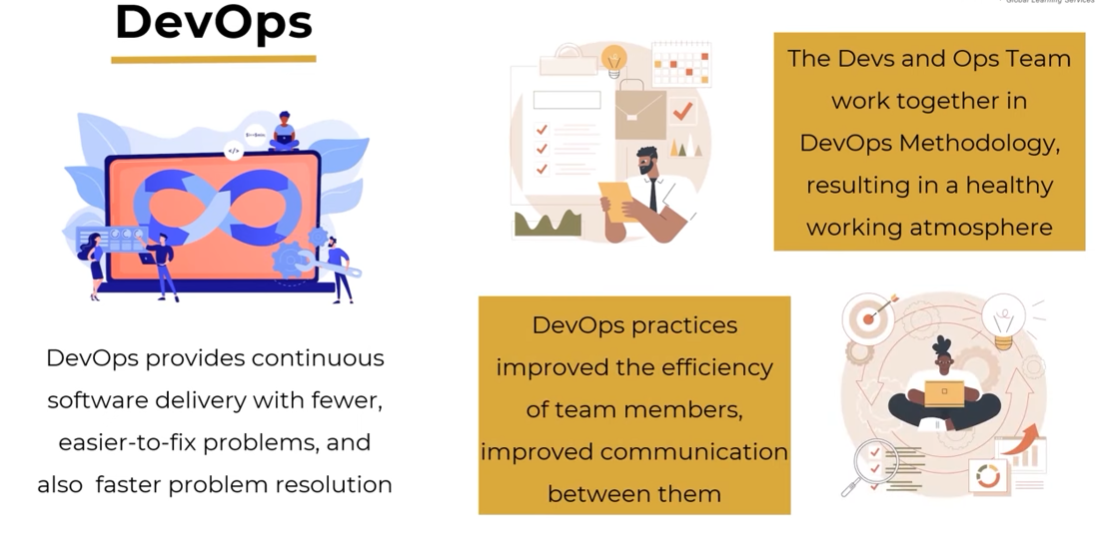 Global Learning Services
DevOps
</>
DevOps provides continuous
software delivery with fewer,
easier-to-fix problems, and
also faster problem resolution
The Devs and Ops Team
work together in
DevOps Methodology,
resulting in a healthy
working atmosphere
DevOps practices
improved the efficiency
of team members,
improved communication
between them